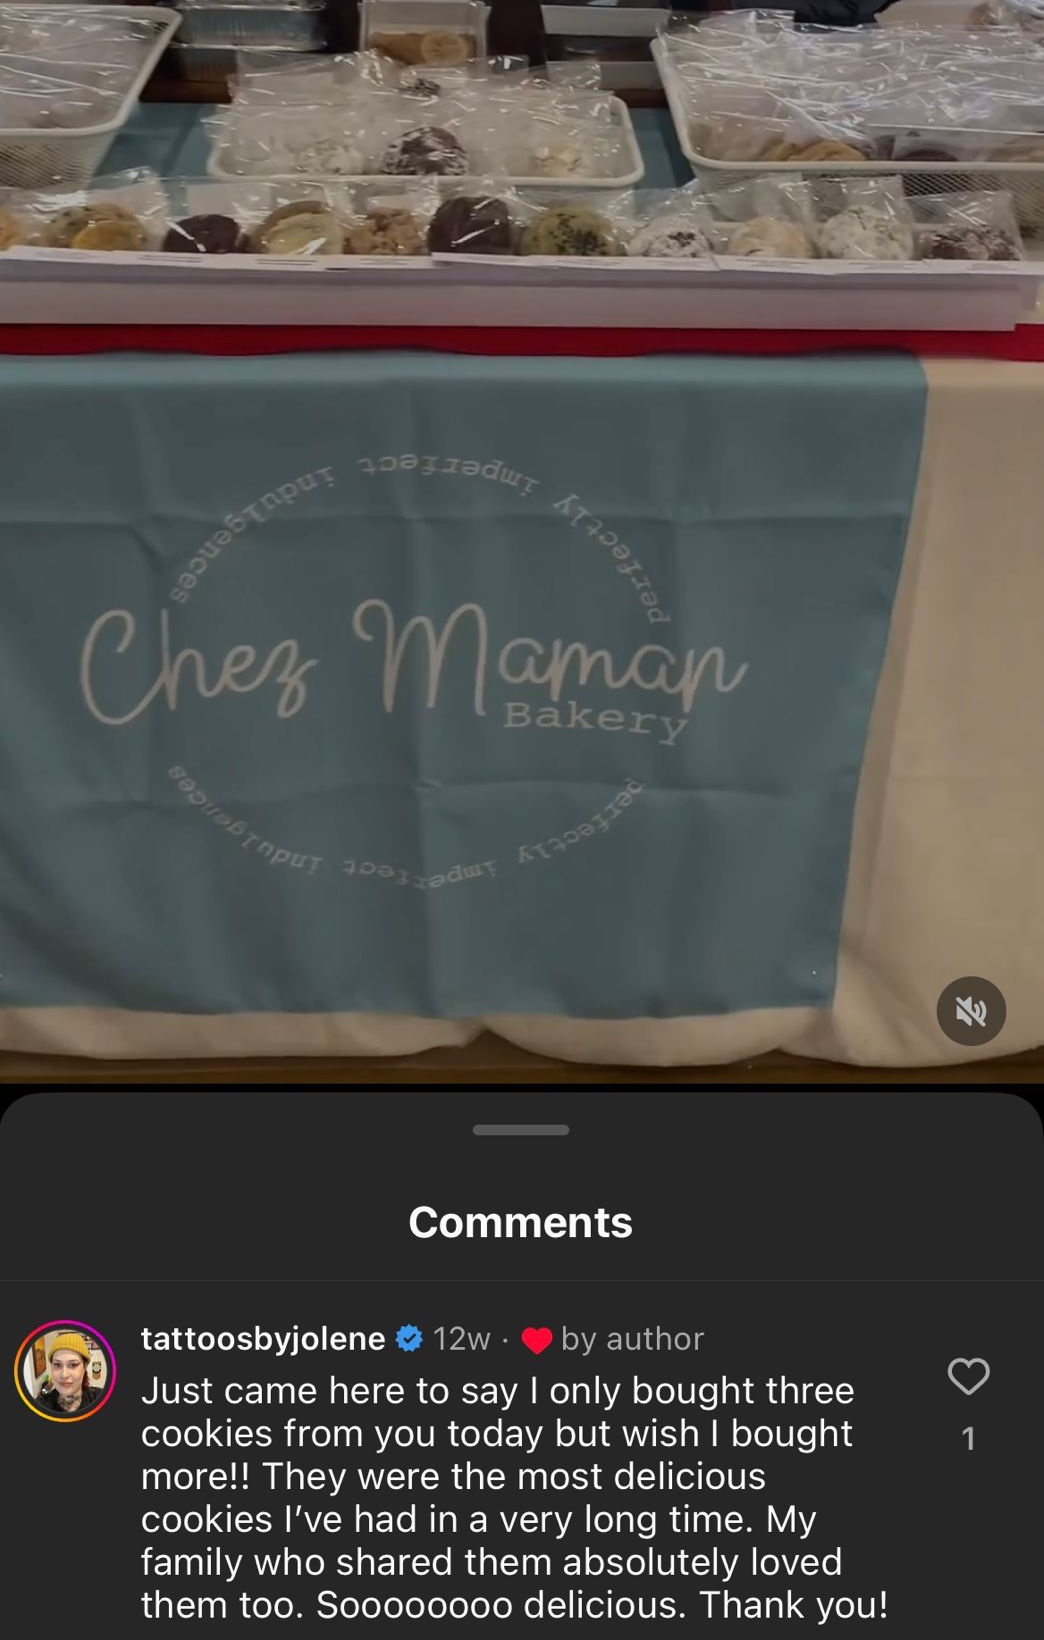 perfectly imperfect indulgences
Chez Maman
Bakery
perfectly imperfect indulgences
Comments
tattoosbyjolene 12w · ❤️ by author
Just came here to say I only bought three
cookies from you today but wish I bought
more!! They were the most delicious
cookies I’ve had in a very long time. My
family who shared them absolutely loved
them too. Soooooooo delicious. Thank you!
1